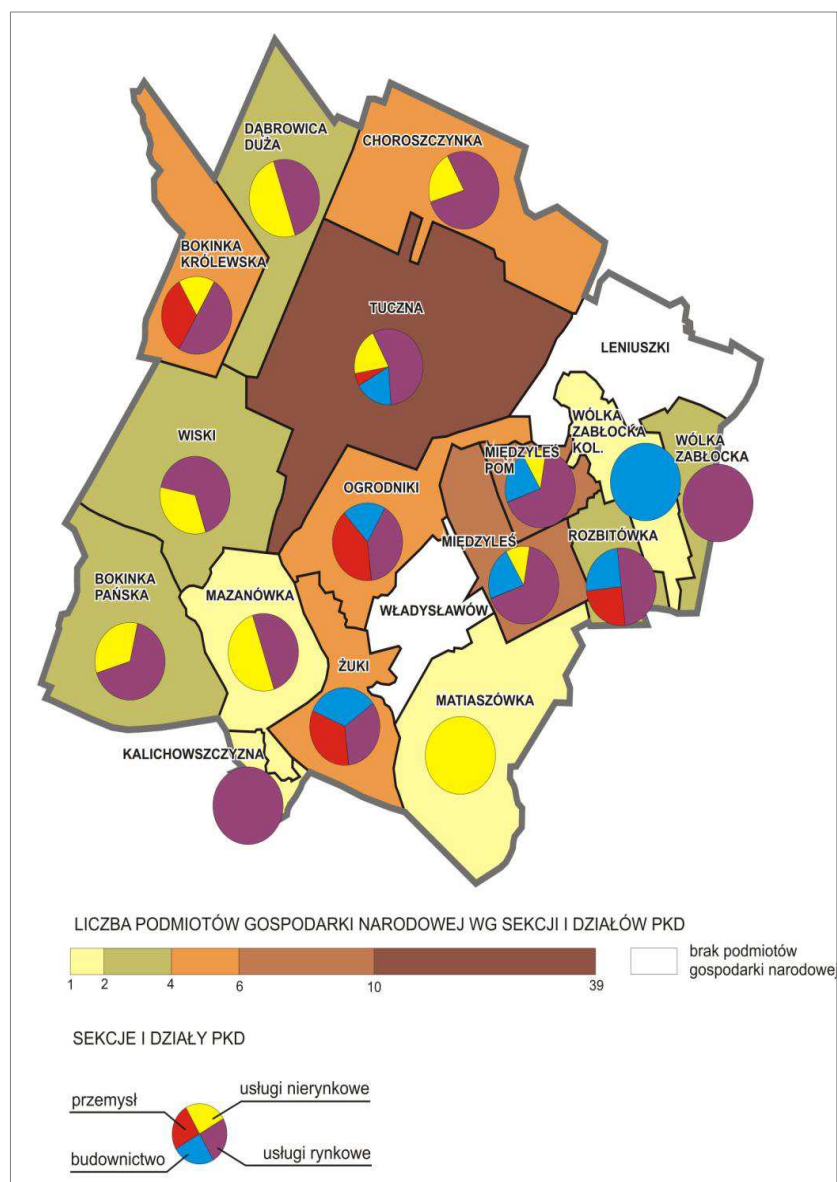 DĄBROWICA
DUŻA
CHOROSZCZYNKA
BOKINKA
KRÓLEWSKA
TUCZNA
LENIUSZKI
WÓLKA
ZABŁOCKA
KOL.
WÓLKA
ZABŁOCKA
WISKI
MIĘDZYLEŚ
POM
OGRODNIKI
MIĘDZYLEŚ
ROZBITÓWKA
BOKINKA
PAŃSKA
MAZANÓWKA
WŁADYSŁAWÓW
ŻUKI
MATIASZÓWKA
KALICHOWSZCZYZNA
LICZBA PODMIOTÓW GOSPODARKI NARODOWEJ WG SEKCJI I DZIAŁÓW PKD
1 2 4 6 10 39
brak podmiotów
gospodarki narodowej
SEKCJE I DZIAŁY PKD
przemysł
usługi nierynkowe
budownictwo
usługi rynkowe